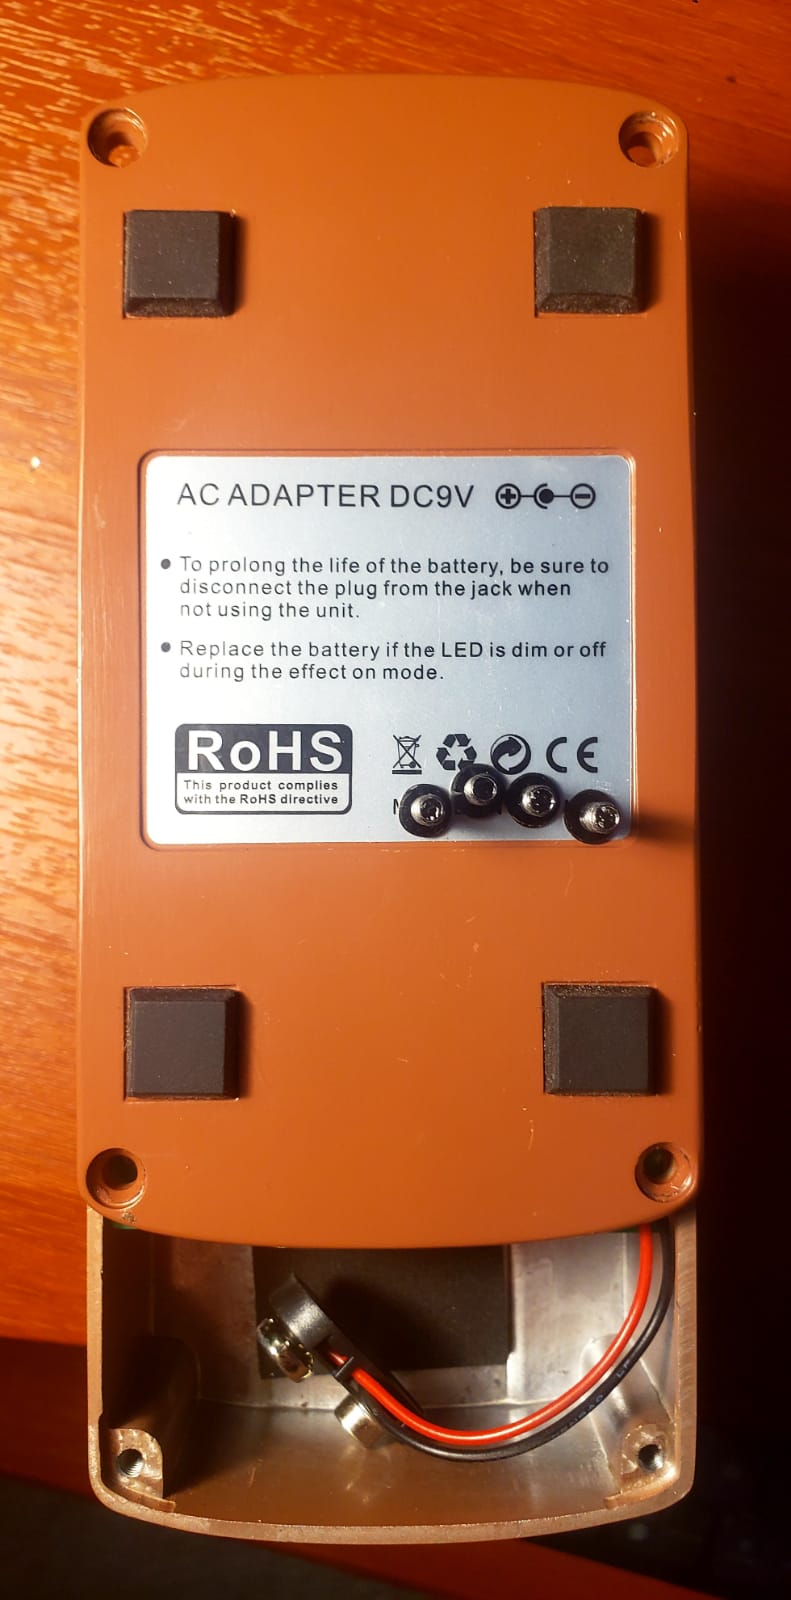 AC ADAPTER DC9V
● To prolong the life of the battery, be sure to
disconnect the plug from the jack when
not using the unit.
● Replace the battery if the LED is dim or off
during the effect on mode.
RoHS
CE
This product complies
with the RoHS directive